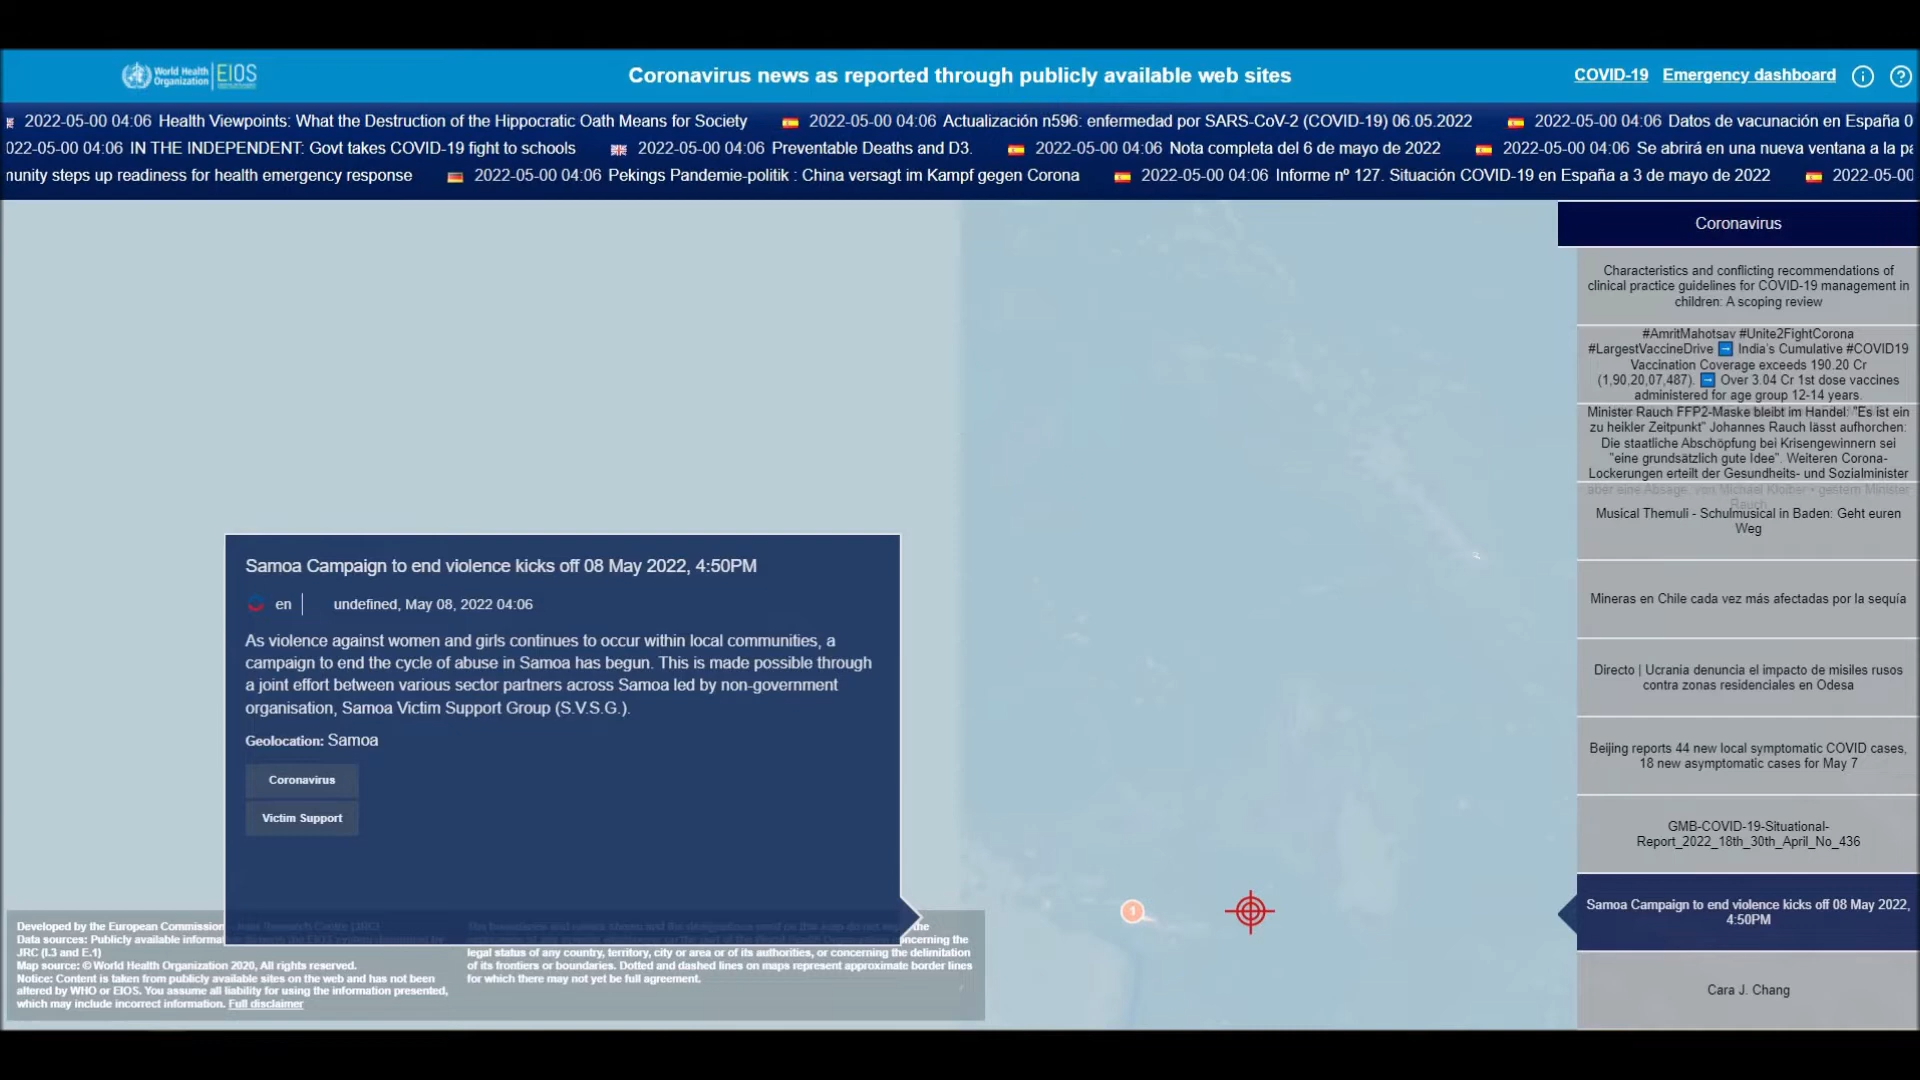 World Health
Organization
EIOS
Coronavirus news as reported through publicly available web sites
COVID-19 Emergency dashboard
2022-05-00 04:06 Health Viewpoints: What the Destruction of the Hippocratic Oath Means for Society 2022-05-00 04:06 Actualización n596: enfermedad por SARS-CoV-2 (COVID-19) 06.05.2022 2022-05-00 04:06 Datos de vacunación en España 0
022-05-00 04:06 IN THE INDEPENDENT: Govt takes COVID-19 fight to schools 2022-05-00 04:06 Preventable Deaths and D3. 2022-05-00 04:06 Nota completa del 6 de mayo de 2022 2022-05-00 04:06 Se abrirá en una nueva ventana a la pa
munity steps up readiness for health emergency response 2022-05-00 04:06 Pekings Pandemie-politik : China versagt im Kampf gegen Corona 2022-05-00 04:06 Informe nº 127. Situación COVID-19 en España a 3 de mayo de 2022 2022-05-00
Samoa Campaign to end violence kicks off 08 May 2022, 4:50PM
en undefined, May 08, 2022 04:06
As violence against women and girls continues to occur within local communities, a
campaign to end the cycle of abuse in Samoa has begun. This is made possible through
a joint effort between various sector partners across Samoa led by non-government
organisation, Samoa Victim Support Group (S.V.S.G.).
Geolocation: Samoa
Coronavirus
Victim Support
1
Developed by the European Commission
Data sources: Publicly available
JRC (I.3 and E.1)
Map source: © World Health Organization 2020, All rights reserved.
Notice: Content is taken from publicly available sites on the web and has not been
altered by WHO or EIOS. You assume all liability for using the information presented,
which may include incorrect information. Full disclaimer
the
concerning the
legal status of any country, territory, city or area or of its authorities, or concerning the delimitation
of its frontiers or boundaries. Dotted and dashed lines on maps represent approximate border lines
for which there may not yet be full agreement.
Coronavirus
Characteristics and conflicting recommendations of
clinical practice guidelines for COVID-19 management in
children: A scoping review
#AmritMahotsav #Unite2FightCorona
#LargestVaccineDrive ➡ India's Cumulative #COVID19
Vaccination Coverage exceeds 190.20 Cr
(1,90,20,07,487). ➡ Over 3.04 Cr 1st dose vaccines
administered for age group 12-14 years.
Minister Rauch FFP2-Maske bleibt im Handel: "Es ist ein
zu heikler Zeitpunkt" Johannes Rauch lässt aufhorchen:
Die staatliche Abschöpfung bei Krisengewinnern sei
"eine grundsätzlich gute Idee". Weiteren Corona-
Lockerungen erteilt der Gesundheits- und Sozialminister
aber eine Absage. von Michael Kloiber • gestern Minister
Rauch
Musical Themuli - Schulmusical in Baden: Geht euren
Weg
Mineras en Chile cada vez más afectadas por la sequía
Directo | Ucrania denuncia el impacto de misiles rusos
contra zonas residenciales en Odesa
Beijing reports 44 new local symptomatic COVID cases,
18 new asymptomatic cases for May 7
GMB-COVID-19-Situational-
Report_2022_18th_30th_April_No_436
Samoa Campaign to end violence kicks off 08 May 2022,
4:50PM
Cara J. Chang